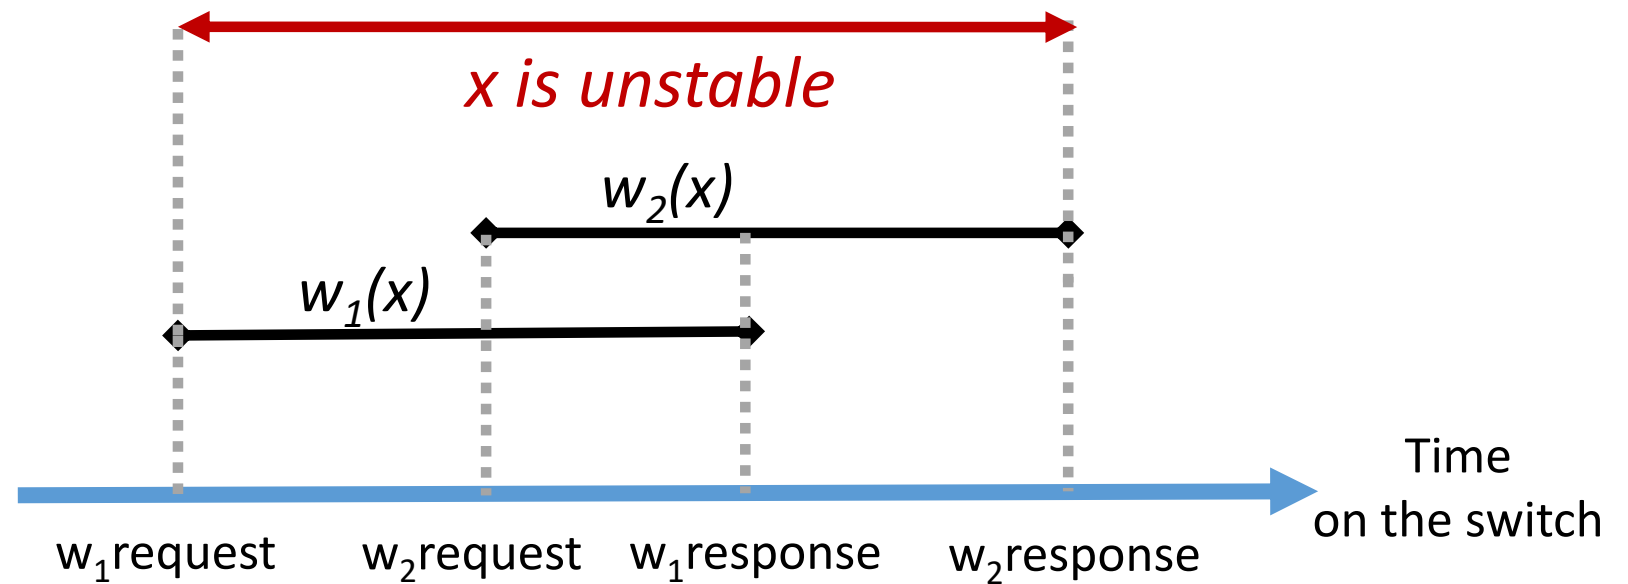 x is unstable
w₂(x)
w₁(x)
Time
on the switch
w₁request w₂request w₁response w₂response